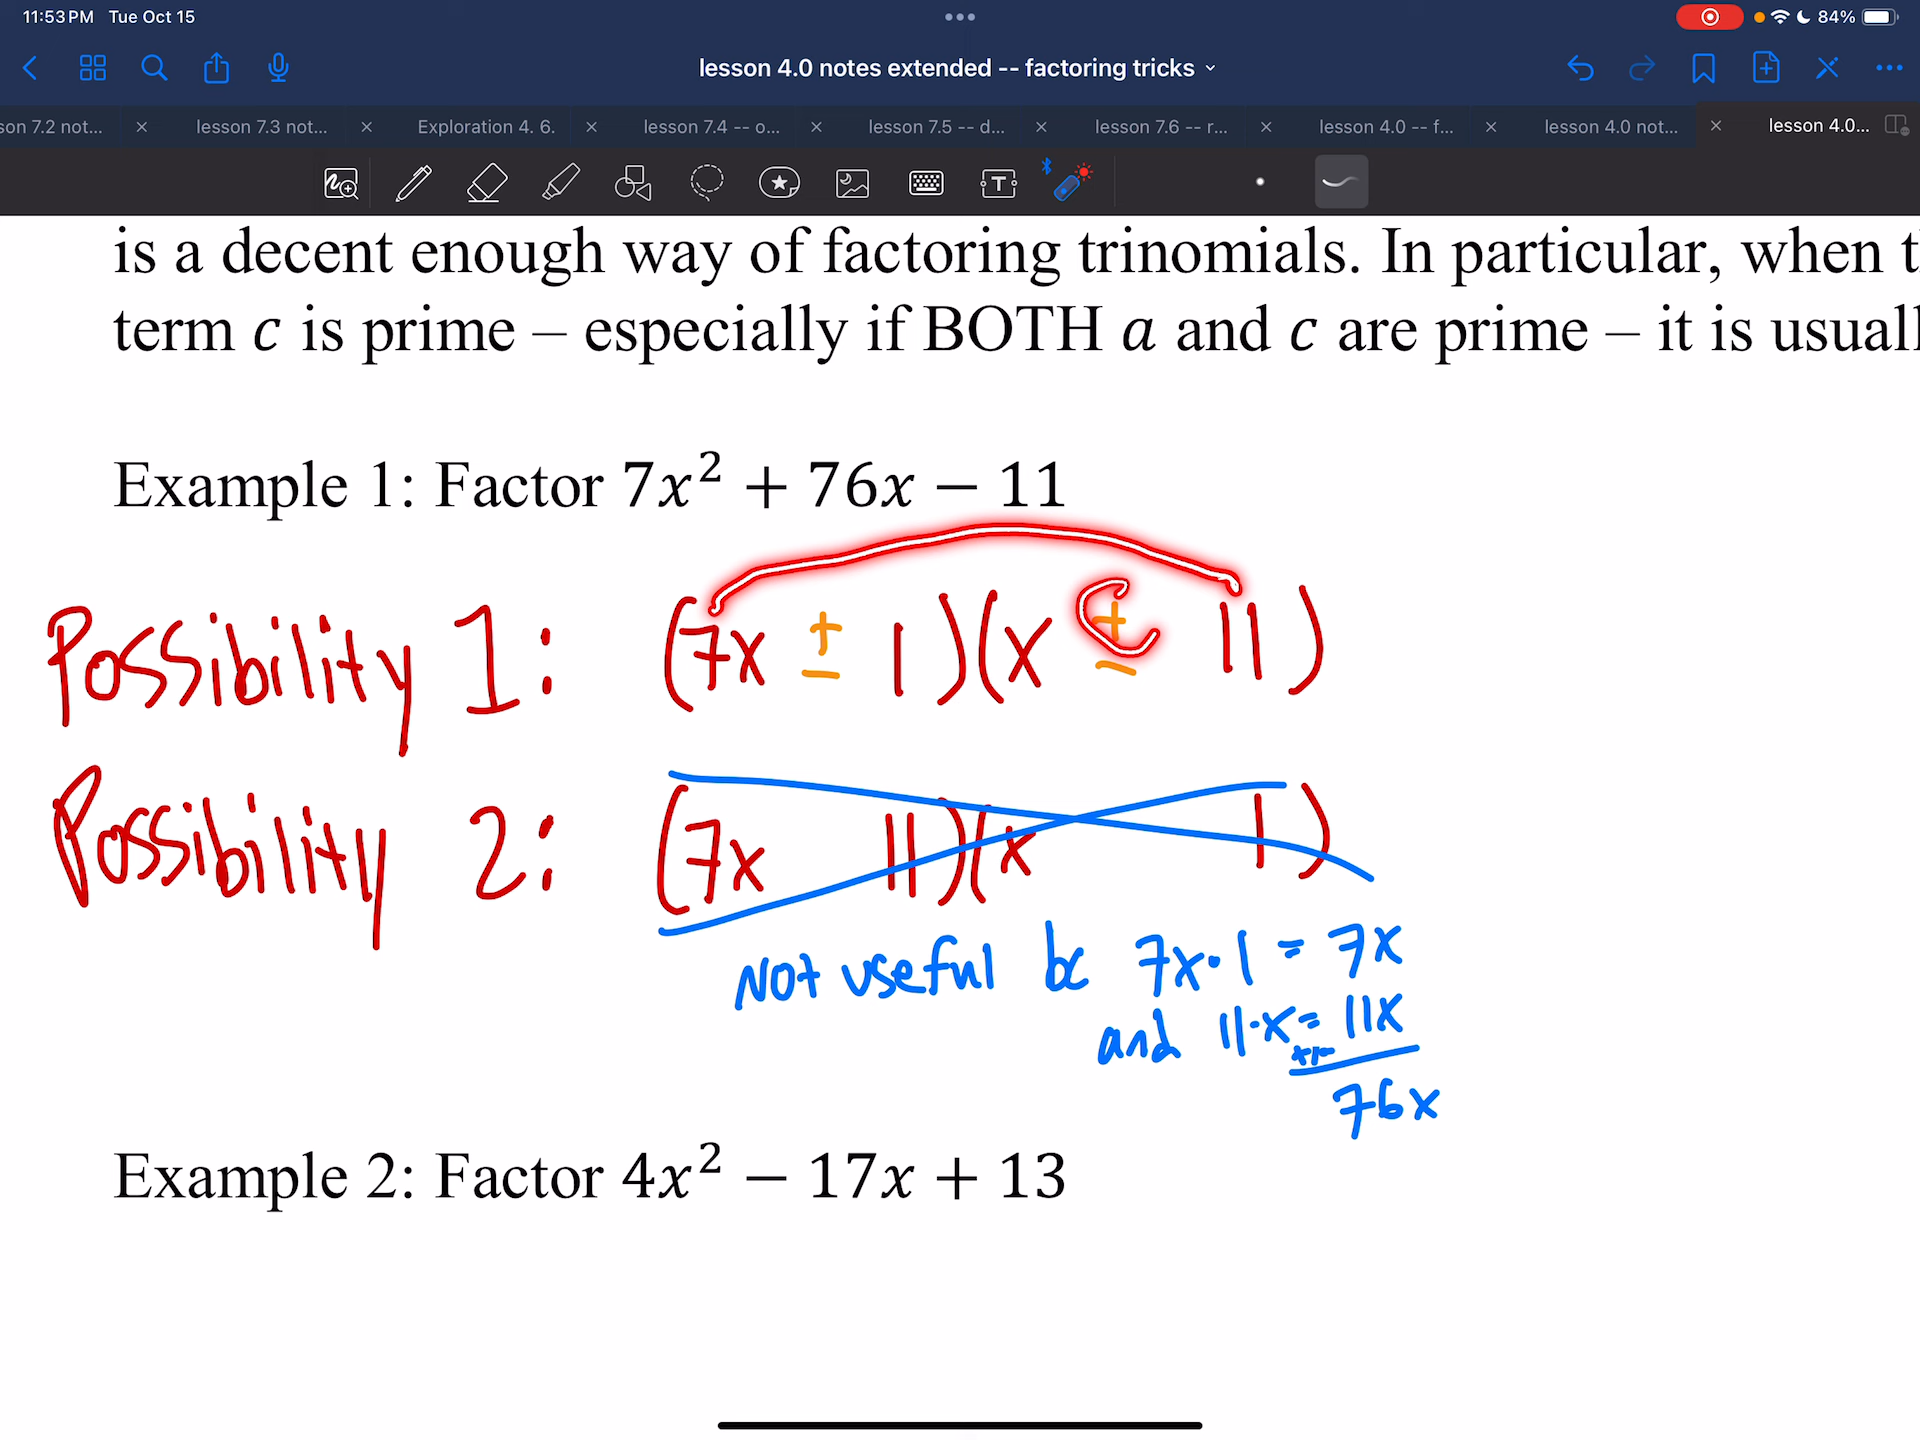 11:53 PM Tue Oct 15
84%
lesson 4.0 notes extended -- factoring tricks
son 7.2 not...
lesson 7.3 not...
Exploration 4. 6.
lesson 7.4 -- o...
lesson 7.5 -- d...
lesson 7.6 -- r...
lesson 4.0 -- f...
lesson 4.0 not...
lesson 4.0...
is a decent enough way of factoring trinomials. In particular, when t
term c is prime – especially if BOTH a and c are prime – it is usuall
Example 1: Factor 7x² + 76x − 11
Possibility 1: (7x ± 1)(x ± 11)
Possibility 2: (7x 11)(x 1)
Not useful bc 7x·1 = 7x
and 11·x = 11x
+/-
76x
Example 2: Factor 4x² − 17x + 13